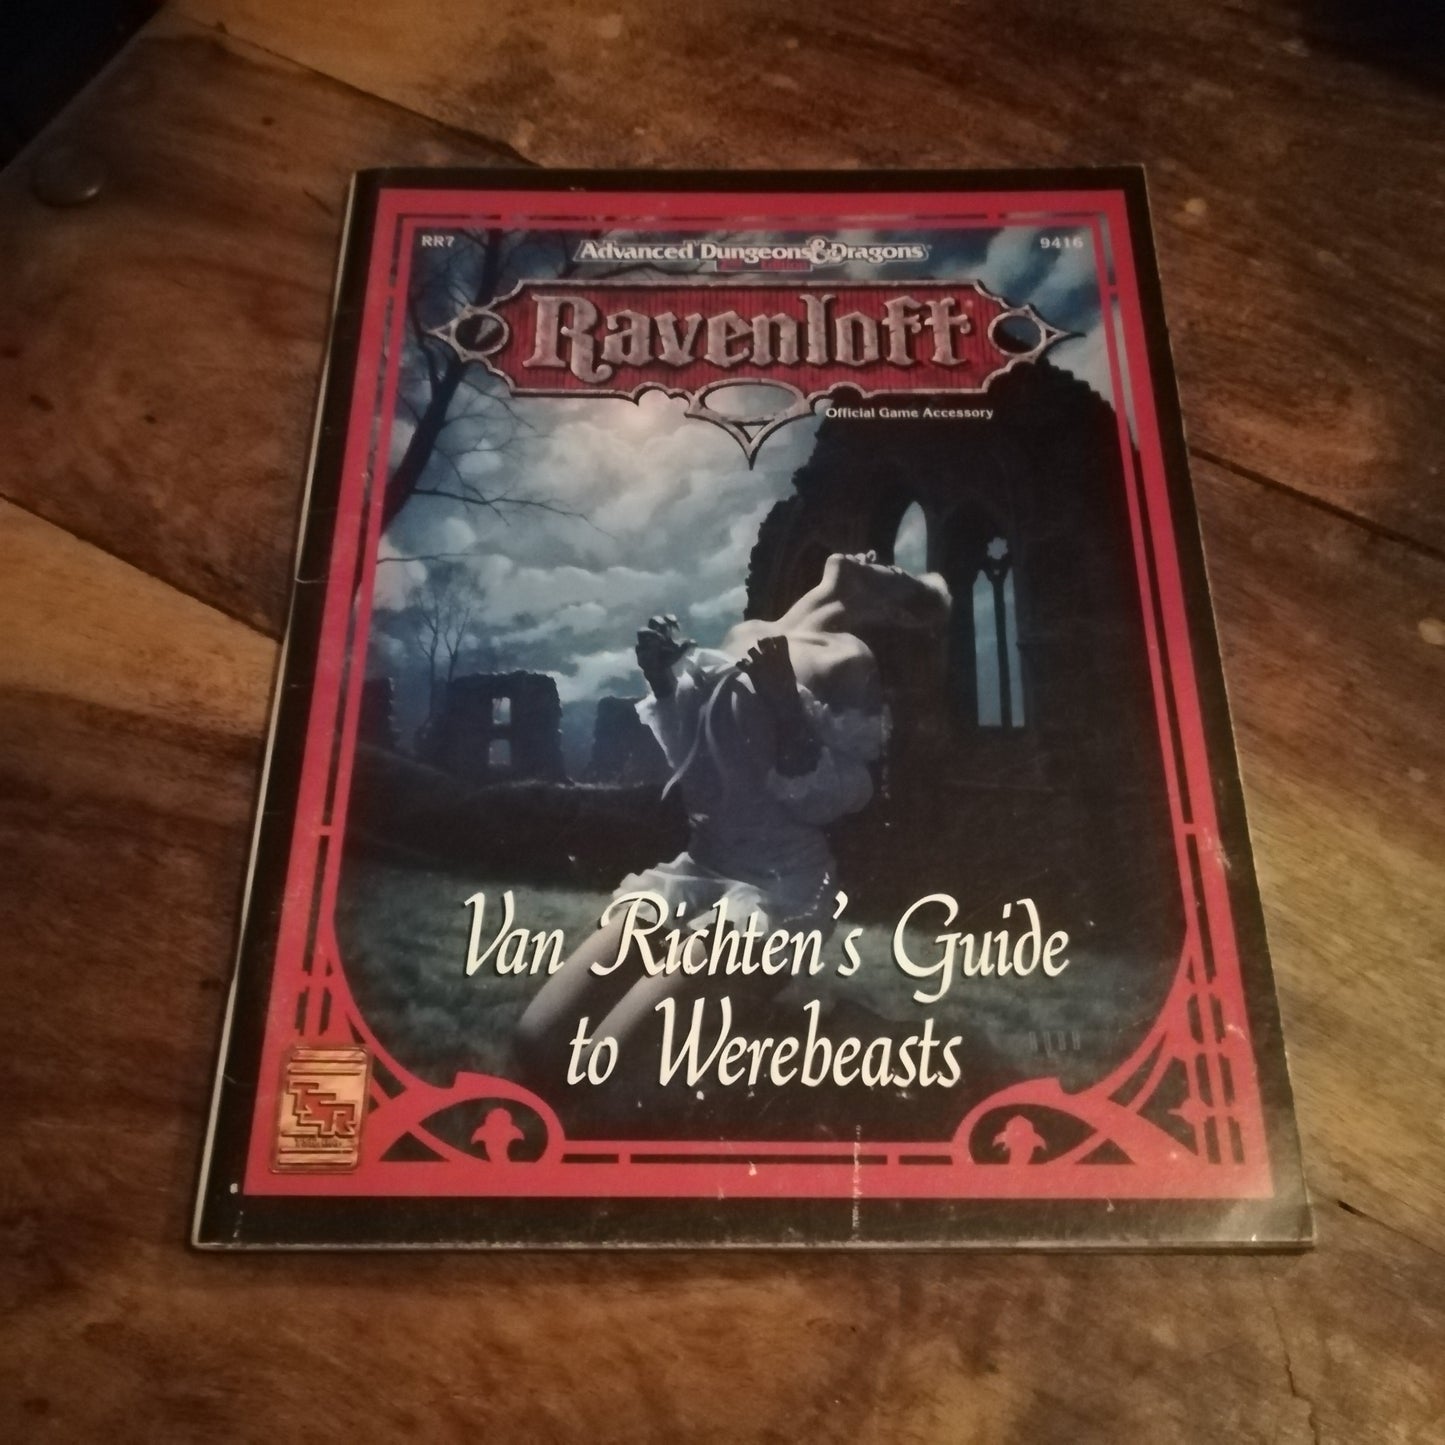 RR7
Advanced Dungeons & Dragons®
9416
Ravenloft®
Official Game Accessory
Van Richten's Guide
to Werebeasts
TSR